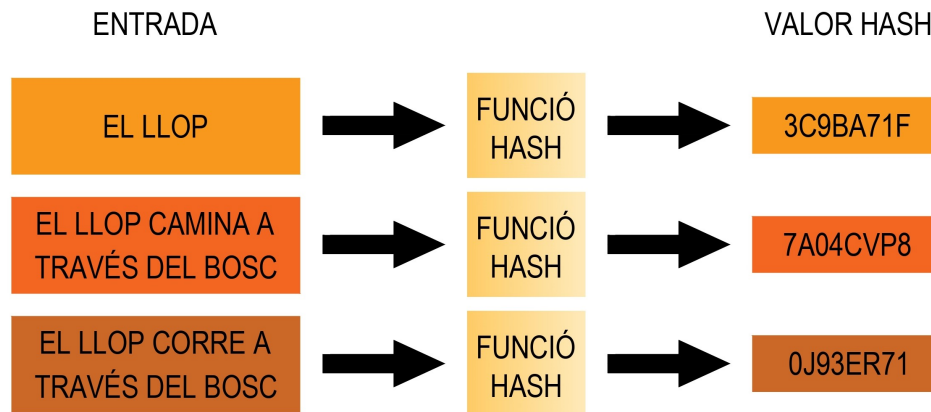 ENTRADA
VALOR HASH
EL LLOP
FUNCIÓ
HASH
3C9BA71F
EL LLOP CAMINA A
TRAVÉS DEL BOSC
FUNCIÓ
HASH
7A04CVP8
EL LLOP CORRE A
TRAVÉS DEL BOSC
FUNCIÓ
HASH
0J93ER71